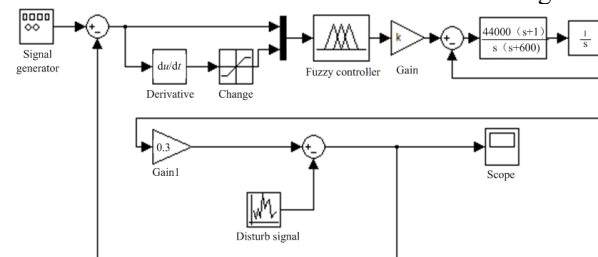 +
−
Signal
generator
du/dt
Derivative
Change
Fuzzy controller
k
Gain
+
−
44000（s+1）
s（s+600）
1
s
0.3
Gain1
+
−
Scope
Disturb signal